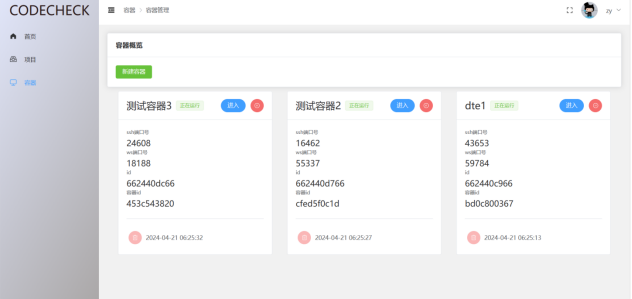 CODECHECK
容器 / 容器管理
zy
首页
项目
容器
容器概览
新建容器
测试容器3 正在运行 进入
ssh端口号
24608
ws端口号
18188
id
662440dc66
容器id
453c543820
2024-04-21 06:25:32
测试容器2 正在运行 进入
ssh端口号
16462
ws端口号
55337
id
662440d766
容器id
cfed5f0c1d
2024-04-21 06:25:27
dte1 正在运行 进入
ssh端口号
43653
ws端口号
59784
id
662440c966
容器id
bd0c800367
2024-04-21 06:25:13